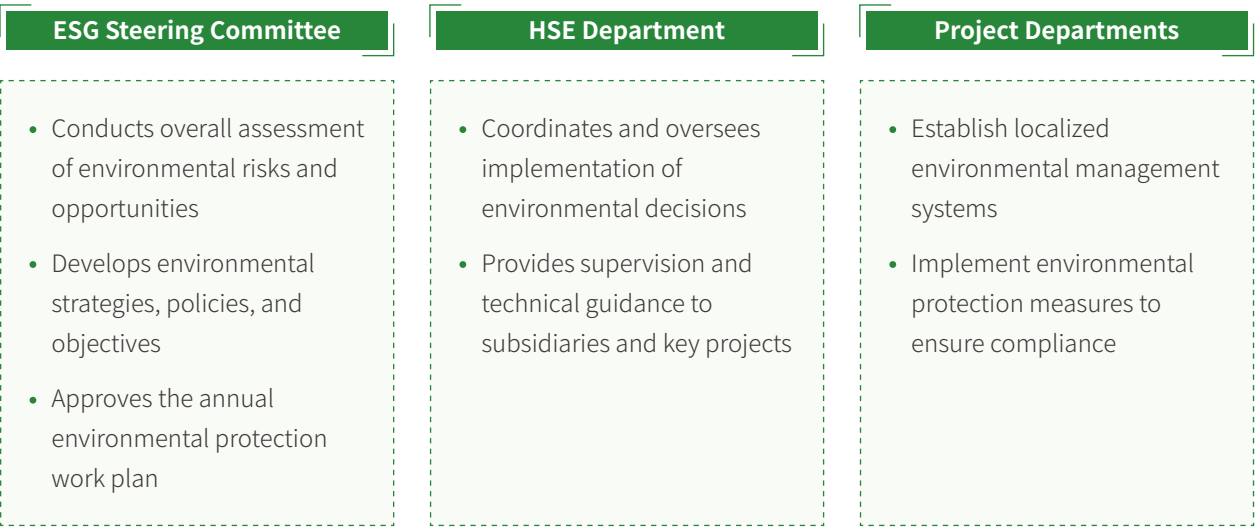 ESG Steering Committee
• Conducts overall assessment
of environmental risks and
opportunities
• Develops environmental
strategies, policies, and
objectives
• Approves the annual
environmental protection
work plan
HSE Department
• Coordinates and oversees
implementation of
environmental decisions
• Provides supervision and
technical guidance to
subsidiaries and key projects
Project Departments
• Establish localized
environmental management
systems
• Implement environmental
protection measures to
ensure compliance